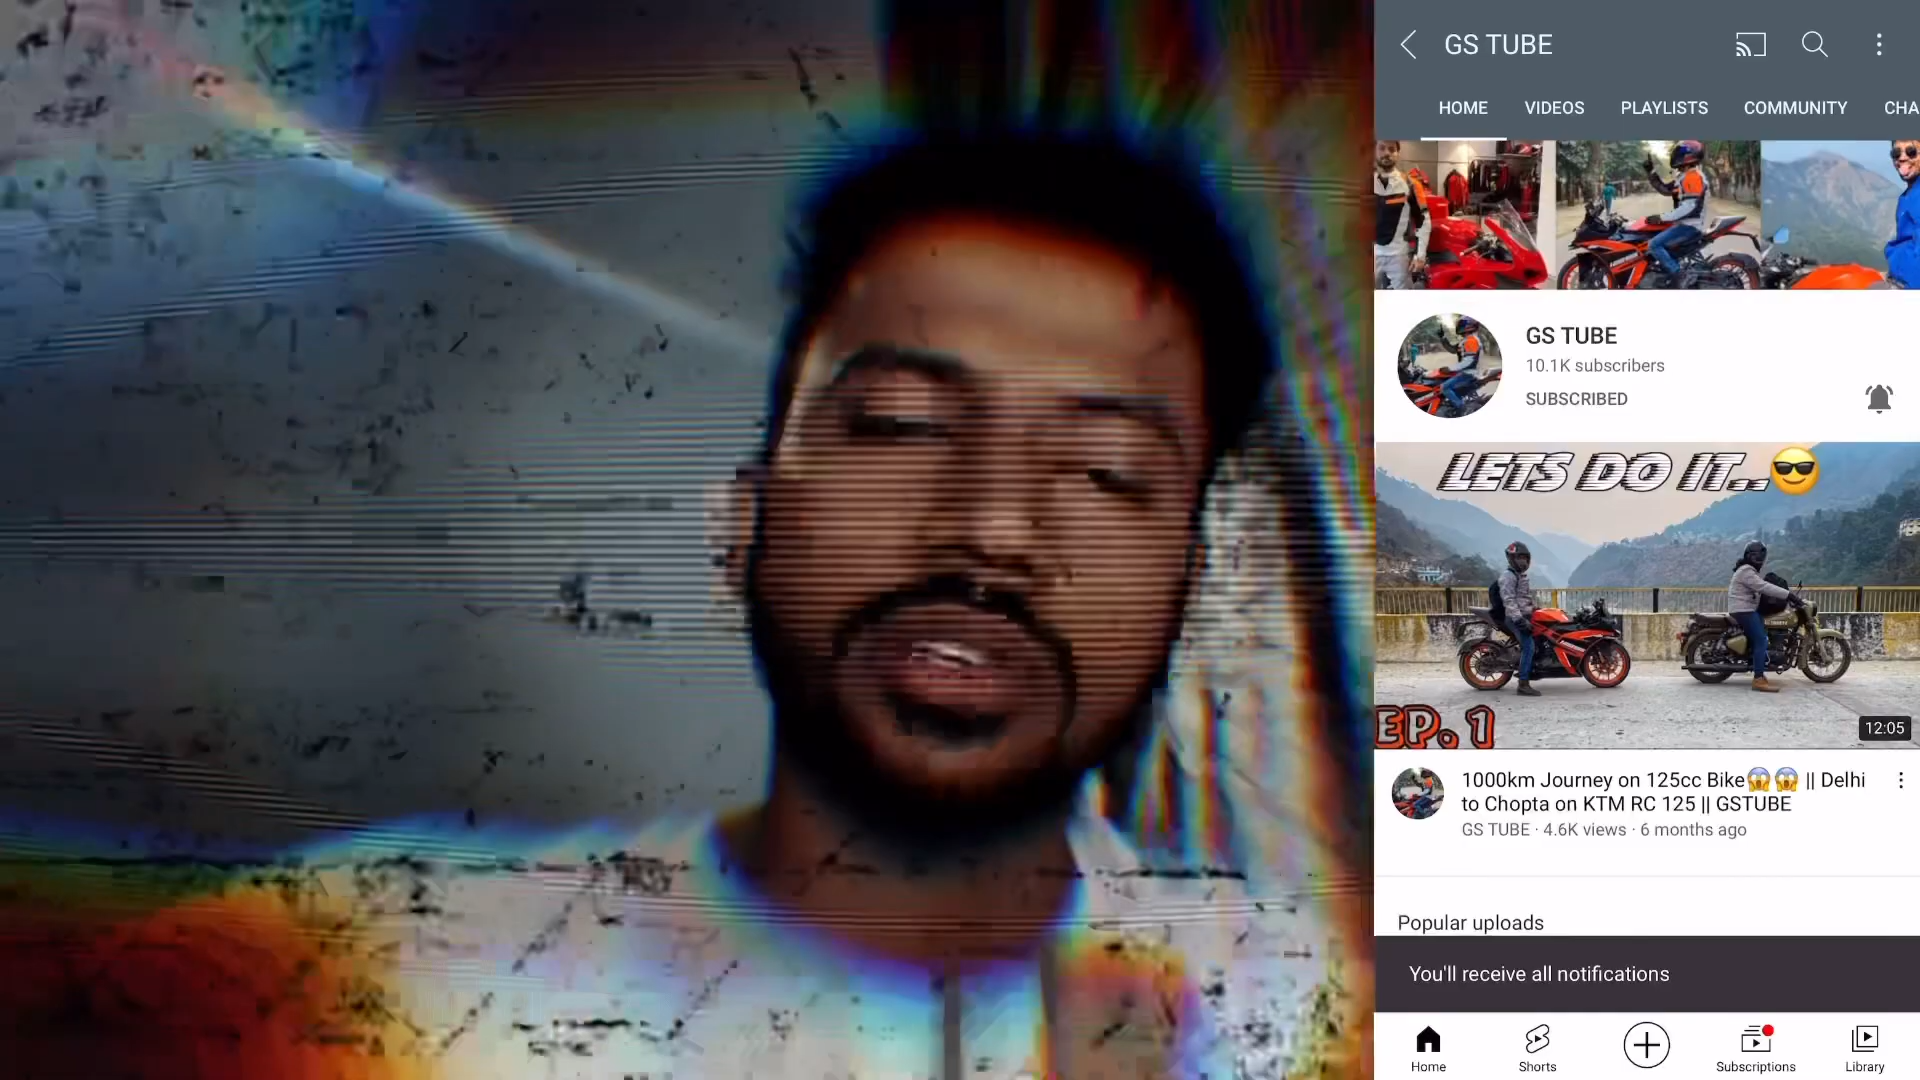 GS TUBE
HOME VIDEOS PLAYLISTS COMMUNITY CHA
GS TUBE
10.1K subscribers
SUBSCRIBED
LETS DO IT..😎
EP. 1
12:05
1000km Journey on 125cc Bike😱😱 || Delhi
to Chopta on KTM RC 125 || GSTUBE
GS TUBE · 4.6K views · 6 months ago
Popular uploads
You'll receive all notifications
Home Shorts Subscriptions Library